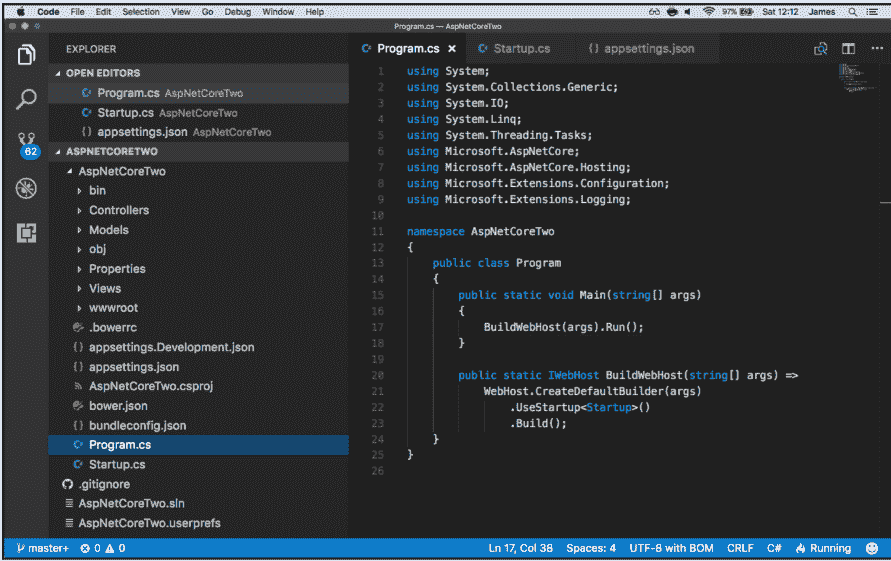 Code File Edit Selection View Go Debug Window Help 97% Sat 12:12 James
Program.cs — AspNetCoreTwo
EXPLORER
OPEN EDITORS
Program.cs AspNetCoreTwo
Startup.cs AspNetCoreTwo
{} appsettings.json AspNetCoreTwo
62
ASPNETCORETWO
AspNetCoreTwo
bin
Controllers
Models
obj
Properties
Views
wwwroot
.bowerrc
{} appsettings.Development.json
{} appsettings.json
AspNetCoreTwo.csproj
bower.json
{} bundleconfig.json
Program.cs
Startup.cs
.gitignore
AspNetCoreTwo.sln
AspNetCoreTwo.userprefs
Program.cs × Startup.cs {} appsettings.json
1 using System;
2 using System.Collections.Generic;
3 using System.IO;
4 using System.Linq;
5 using System.Threading.Tasks;
6 using Microsoft.AspNetCore;
7 using Microsoft.AspNetCore.Hosting;
8 using Microsoft.Extensions.Configuration;
9 using Microsoft.Extensions.Logging;
10
11 namespace AspNetCoreTwo
12 {
13     public class Program
14     {
15         public static void Main(string[] args)
16         {
17             BuildWebHost(args).Run();
18         }
19
20         public static IWebHost BuildWebHost(string[] args) =>
21             WebHost.CreateDefaultBuilder(args)
22                 .UseStartup<Startup>()
23                 .Build();
24     }
25 }
26
master+ 0 0 Ln 17, Col 38 Spaces: 4 UTF-8 with BOM CRLF C# Running